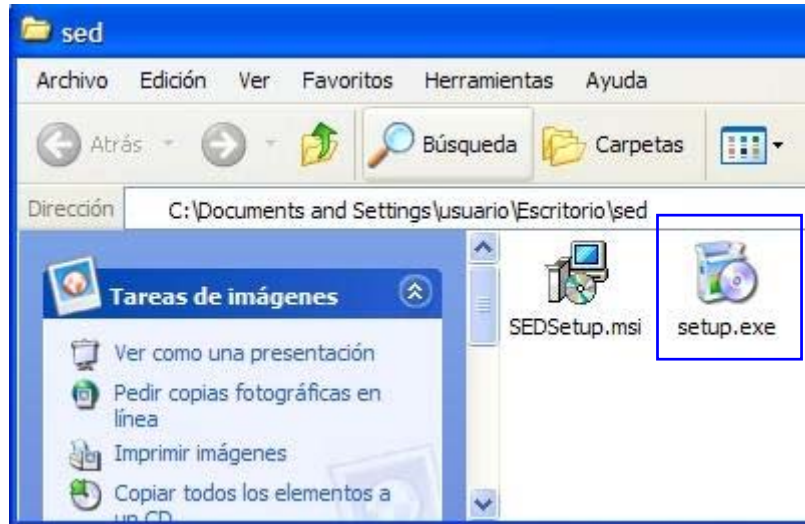 sed
Archivo Edición Ver Favoritos Herramientas Ayuda
Atrás Búsqueda Carpetas
Dirección C:\Documents and Settings\usuario\Escritorio\sed
Tareas de imágenes
Ver como una presentación
Pedir copias fotográficas en
línea
Imprimir imágenes
Copiar todos los elementos a
un CD
SEDSetup.msi setup.exe